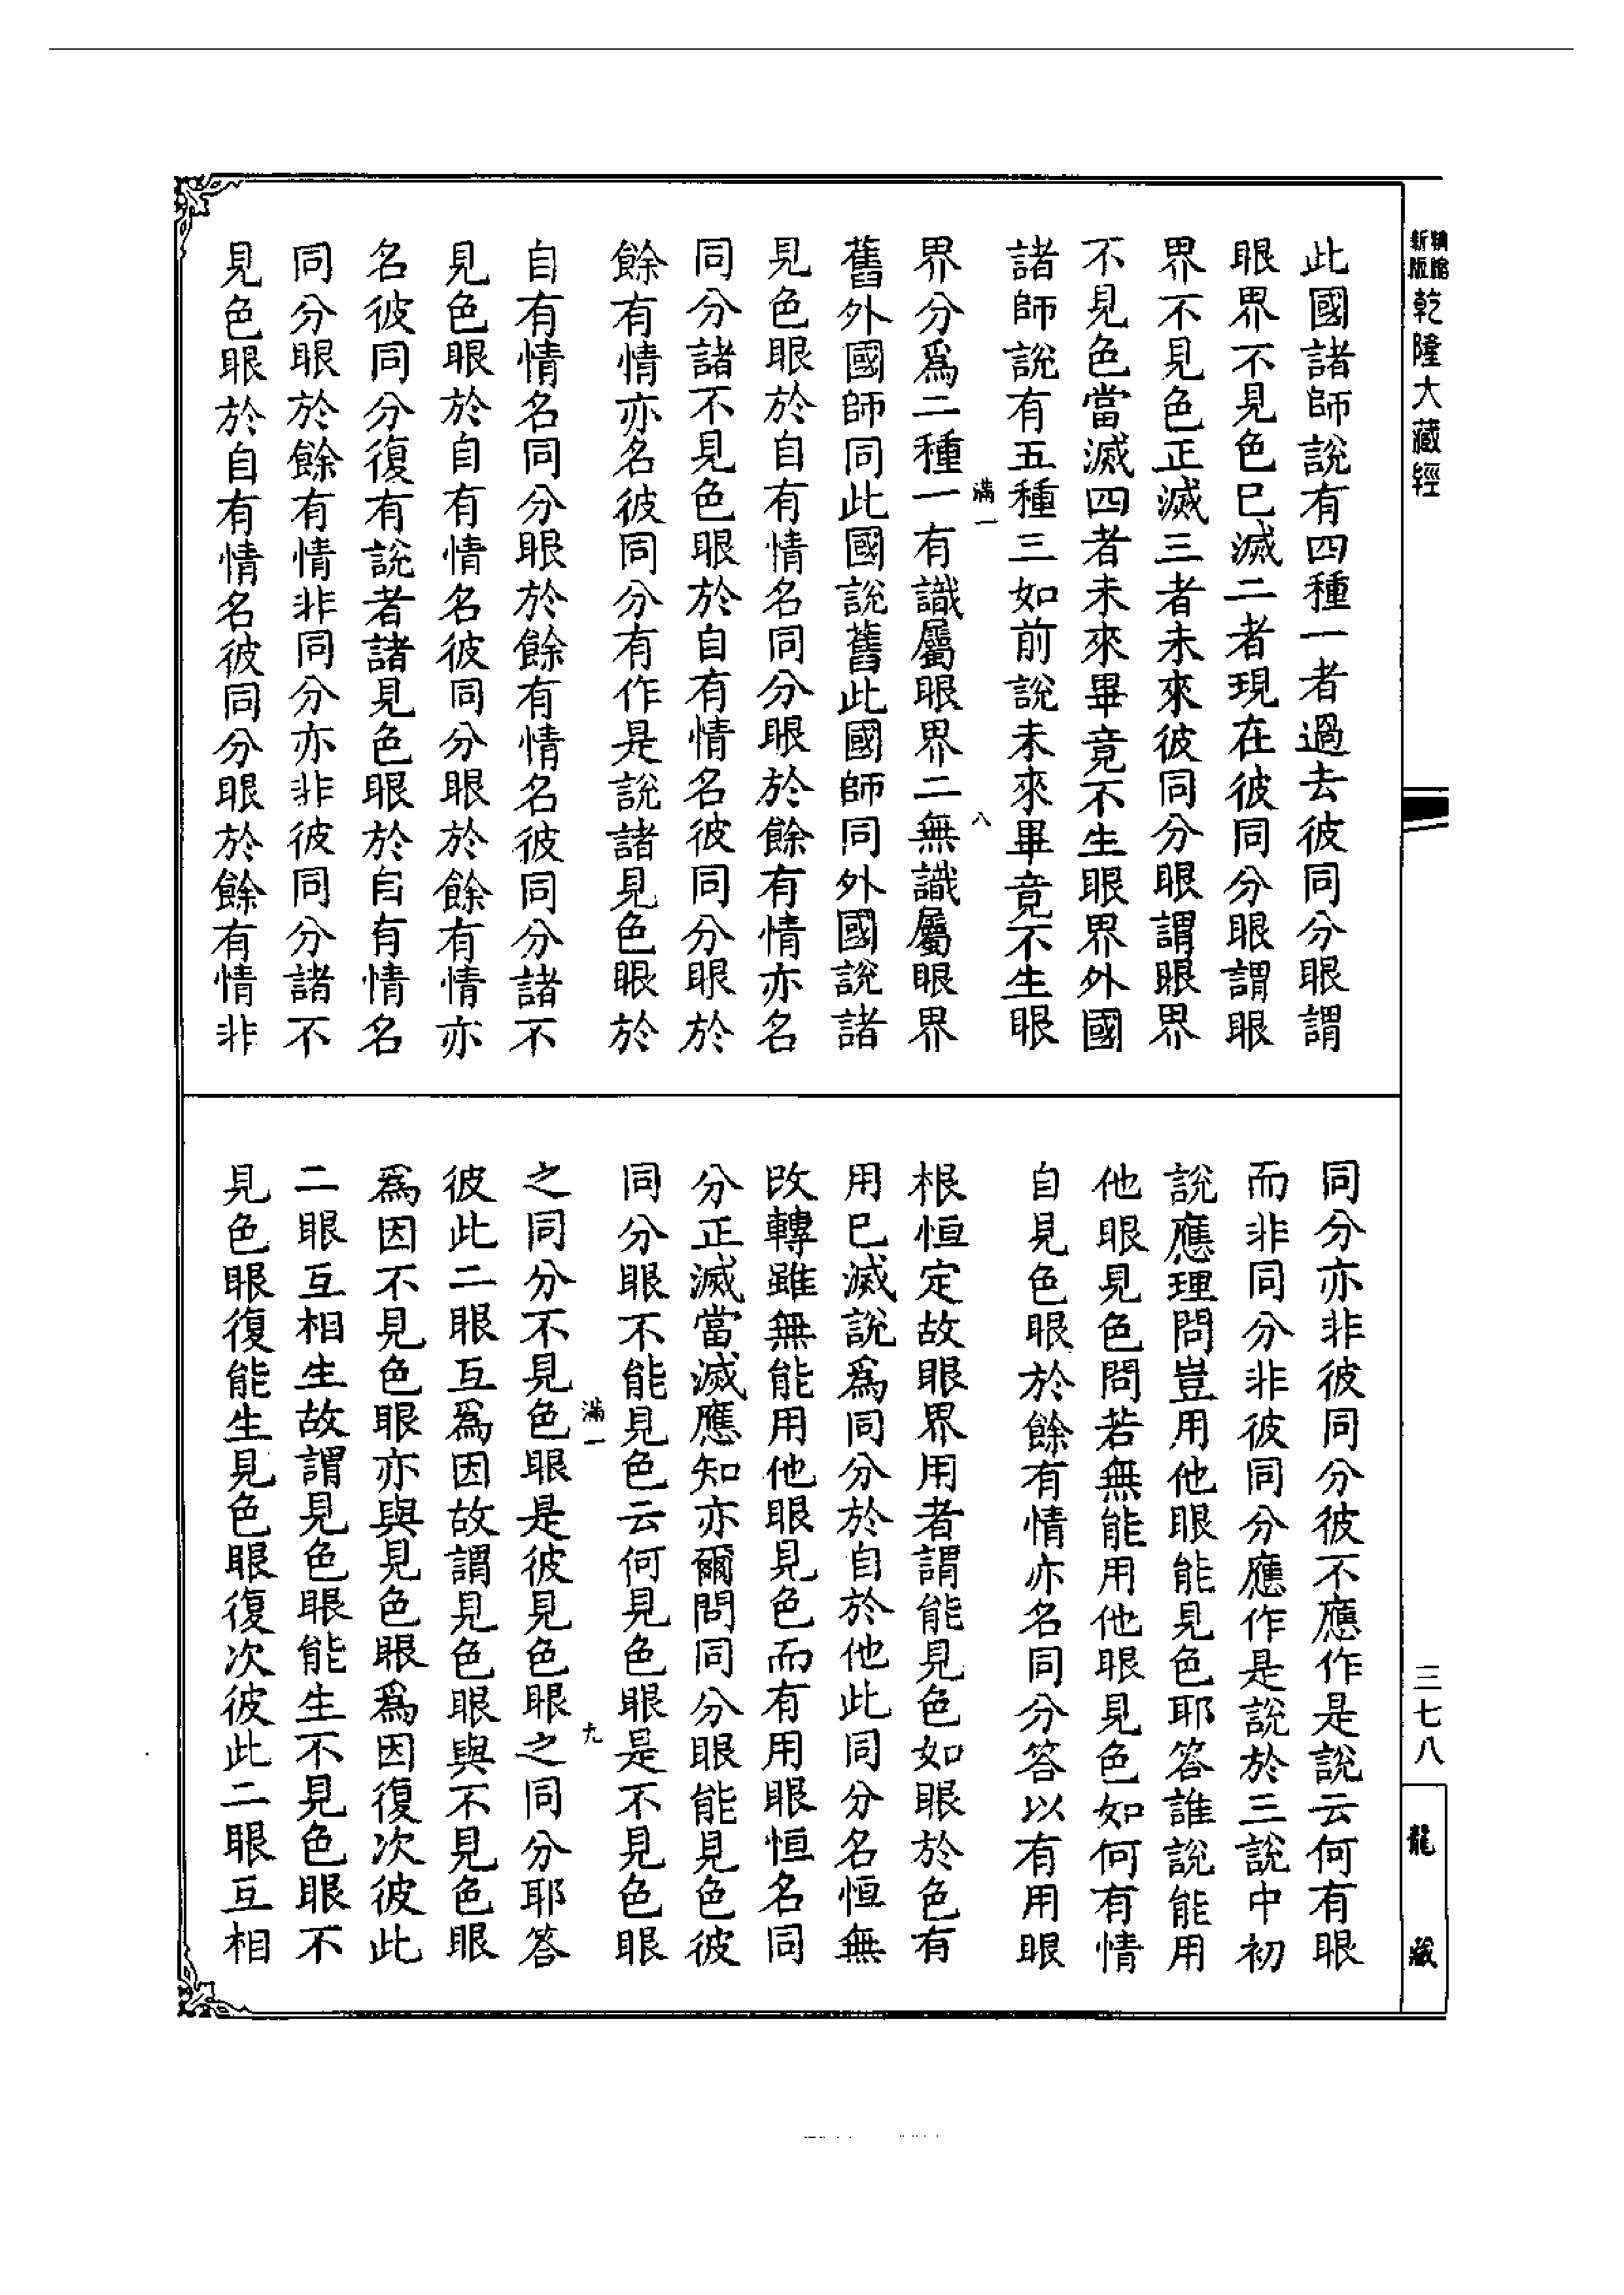 新版
精縮
乾隆大藏經
此國諸師說有四種一者過去彼同分眼謂
眼界不見色巳滅二者現在彼同分眼謂眼
界不見色正滅三者未來彼同分眼謂眼界
不見色當滅四者未來畢竟不生眼界外國
諸師說有五種三如前說未來畢竟不生眼
滿一
八
界分爲二種一有識屬眼界二無識屬眼界
舊外國師同此國說舊此國師同外國說諸
見色眼於自有情名同分眼於餘有情亦名
同分諸不見色眼於自有情名彼同分眼於
餘有情亦名彼同分有作是說諸見色眼於
自有情名同分眼於餘有情名彼同分諸不
見色眼於自有情名彼同分眼於餘有情亦
名彼同分復有說者諸見色眼於自有情名
同分眼於餘有情非同分亦非彼同分諸不
見色眼於自有情名彼同分眼於餘有情非
同分亦非彼同分彼不應作是說云何有眼
而非同分非彼同分應作是說於三說中初
說應理問豈用他眼能見色耶答誰說能用
他眼見色問若無能用他眼見色如何有情
自見色眼於餘有情亦名同分答以有用眼
根恒定故眼界用者謂能見色如眼於色有
用巳滅說爲同分於自於他此同分名恒無
改轉雖無能用他眼見色而有用眼恒名同
分正滅當滅應知亦爾問同分眼能見色彼
同分眼不能見色云何見色眼是不見色眼
滿一
九
之同分不見色眼是彼見色眼之同分耶答
彼此二眼互爲因故謂見色眼與不見色眼
爲因不見色眼亦與見色眼爲因復次彼此
二眼互相生故謂見色眼能生不見色眼不
見色眼復能生見色眼復次彼此二眼互相
三七八
龍藏